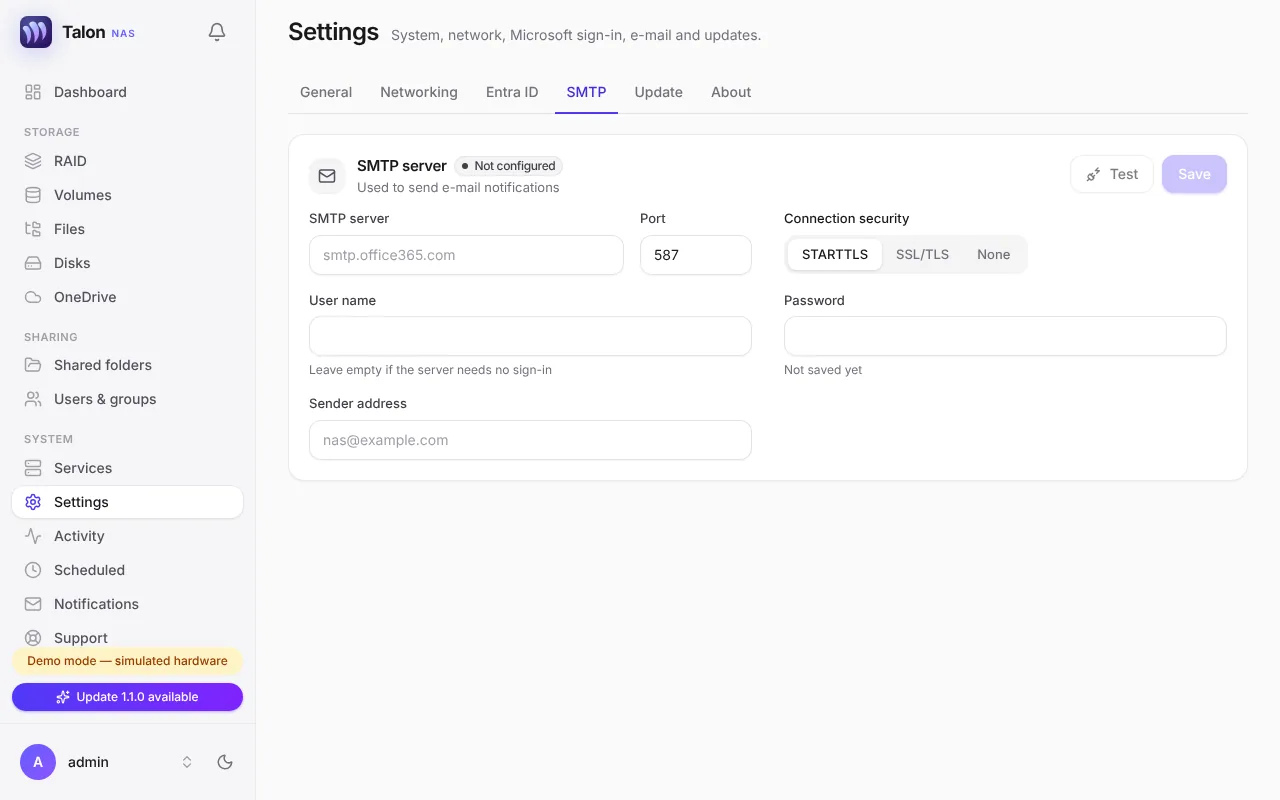 Talon NAS
Dashboard
STORAGE
RAID
Volumes
Files
Disks
OneDrive
SHARING
Shared folders
Users & groups
SYSTEM
Services
Settings
Activity
Scheduled
Notifications
Support
Demo mode — simulated hardware
Update 1.1.0 available
A admin
Settings System, network, Microsoft sign-in, e-mail and updates.
General Networking Entra ID SMTP Update About
SMTP server Not configured
Used to send e-mail notifications
Test Save
SMTP server Port Connection security
smtp.office365.com 587 STARTTLS SSL/TLS None
User name Password
Leave empty if the server needs no sign-in Not saved yet
Sender address
nas@example.com